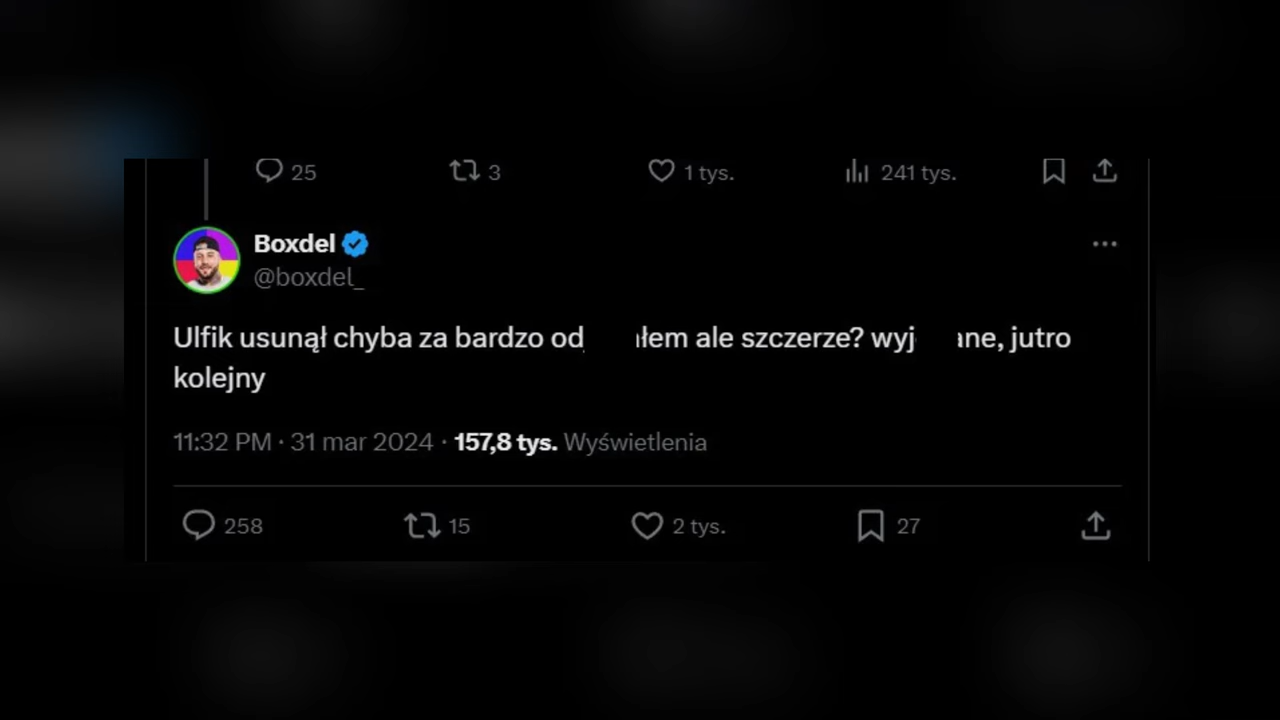 25 3 1 tys. 241 tys.
Boxdel
@boxdel_
Ulfik usunął chyba za bardzo od łem ale szczerze? wyj ane, jutro
kolejny
11:32 PM · 31 mar 2024 · 157,8 tys. Wyświetlenia
258 15 2 tys. 27